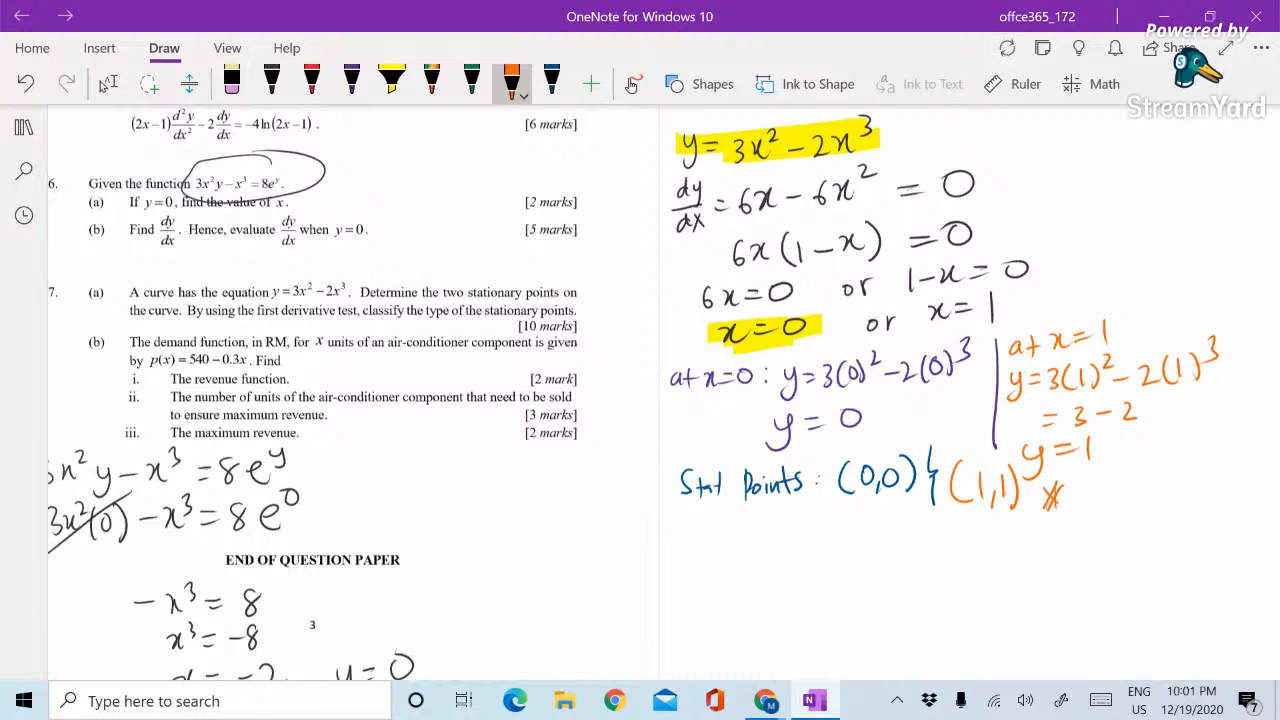 OneNote for Windows 10
offce365_172
Powered by
StreamYard
Home Insert Draw View Help
Share
Shapes Ink to Shape Ink to Text Ruler Math
(2x−1) d²y/dx² − 2 dy/dx = −4 ln(2x−1) . [6 marks]
6. Given the function 3x²y − x³ = 8e^y.
(a) If y = 0, find the value of x. [2 marks]
(b) Find dy/dx. Hence, evaluate dy/dx when y = 0. [5 marks]
7. (a) A curve has the equation y = 3x² − 2x³. Determine the two stationary points on
the curve. By using the first derivative test, classify the type of the stationary points.
[10 marks]
(b) The demand function, in RM, for x units of an air-conditioner component is given
by p(x) = 540 − 0.3x. Find
i. The revenue function. [2 mark]
ii. The number of units of the air-conditioner component that need to be sold
to ensure maximum revenue. [3 marks]
iii. The maximum revenue. [2 marks]
x² y − x³ = 8e^y
3x²(0) − x³ = 8e^0
END OF QUESTION PAPER
− x³ = 8
x³ = −8
3
x = −2 y = 0
y = 3x² − 2x³
dy/dx = 6x − 6x² = 0
6x(1 − x) = 0
6x = 0 or 1 − x = 0
x = 0 or x = 1
at x = 0 : y = 3(0)² − 2(0)³
y = 0
at x = 1
y = 3(1)² − 2(1)³
= 3 − 2
y = 1
Stat Points : (0,0) & (1,1)
Type here to search
ENG
US
10:01 PM
12/19/2020
7